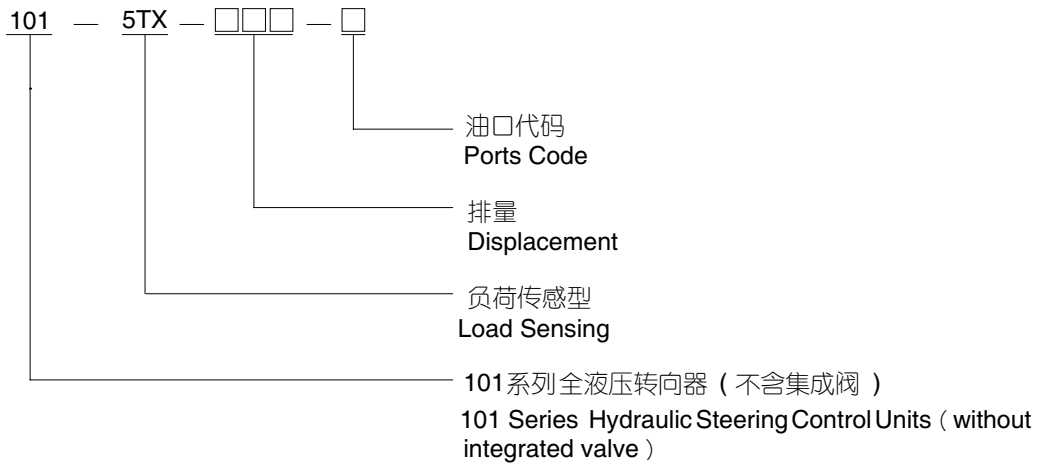 101 — 5TX — □□□ — □
油口代码
Ports Code
排量
Displacement
负荷传感型
Load Sensing
101系列全液压转向器（不含集成阀）
101 Series Hydraulic Steering Control Units（without
integrated valve）